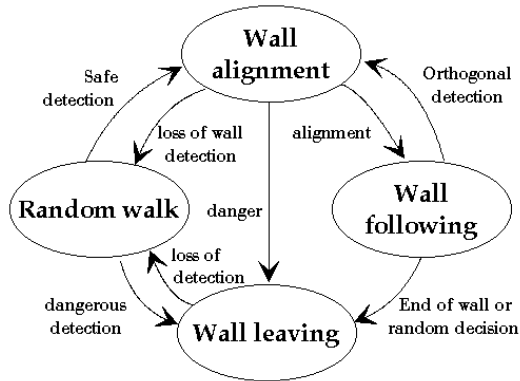 Wall
alignment
Safe
detection
Orthogonal
detection
loss of wall
detection
alignment
Random walk
danger
Wall
following
loss of
detection
dangerous
detection
Wall leaving
End of wall or
random decision